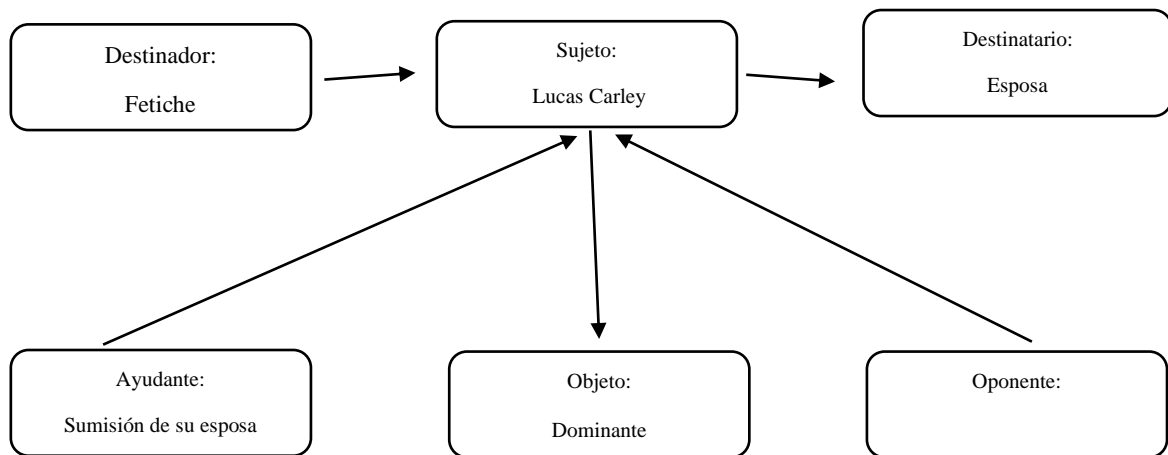 Destinador:
Fetiche
Sujeto:
Lucas Carley
Destinatario:
Esposa
Ayudante:
Sumisión de su esposa
Objeto:
Dominante
Oponente: